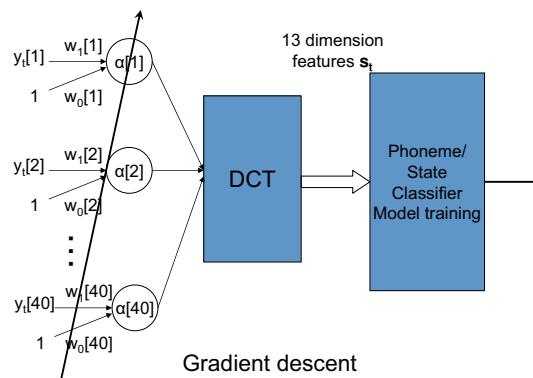 13 dimension
features s_t
w_1[1]
y_t[1]
α[1]
1
w_0[1]
w_1[2]
y_t[2]
α[2]
1
w_0[2]
DCT
Phoneme/
State
Classifier
Model training
...
w_1[40]
y_t[40]
α[40]
1
w_0[40]
Gradient descent